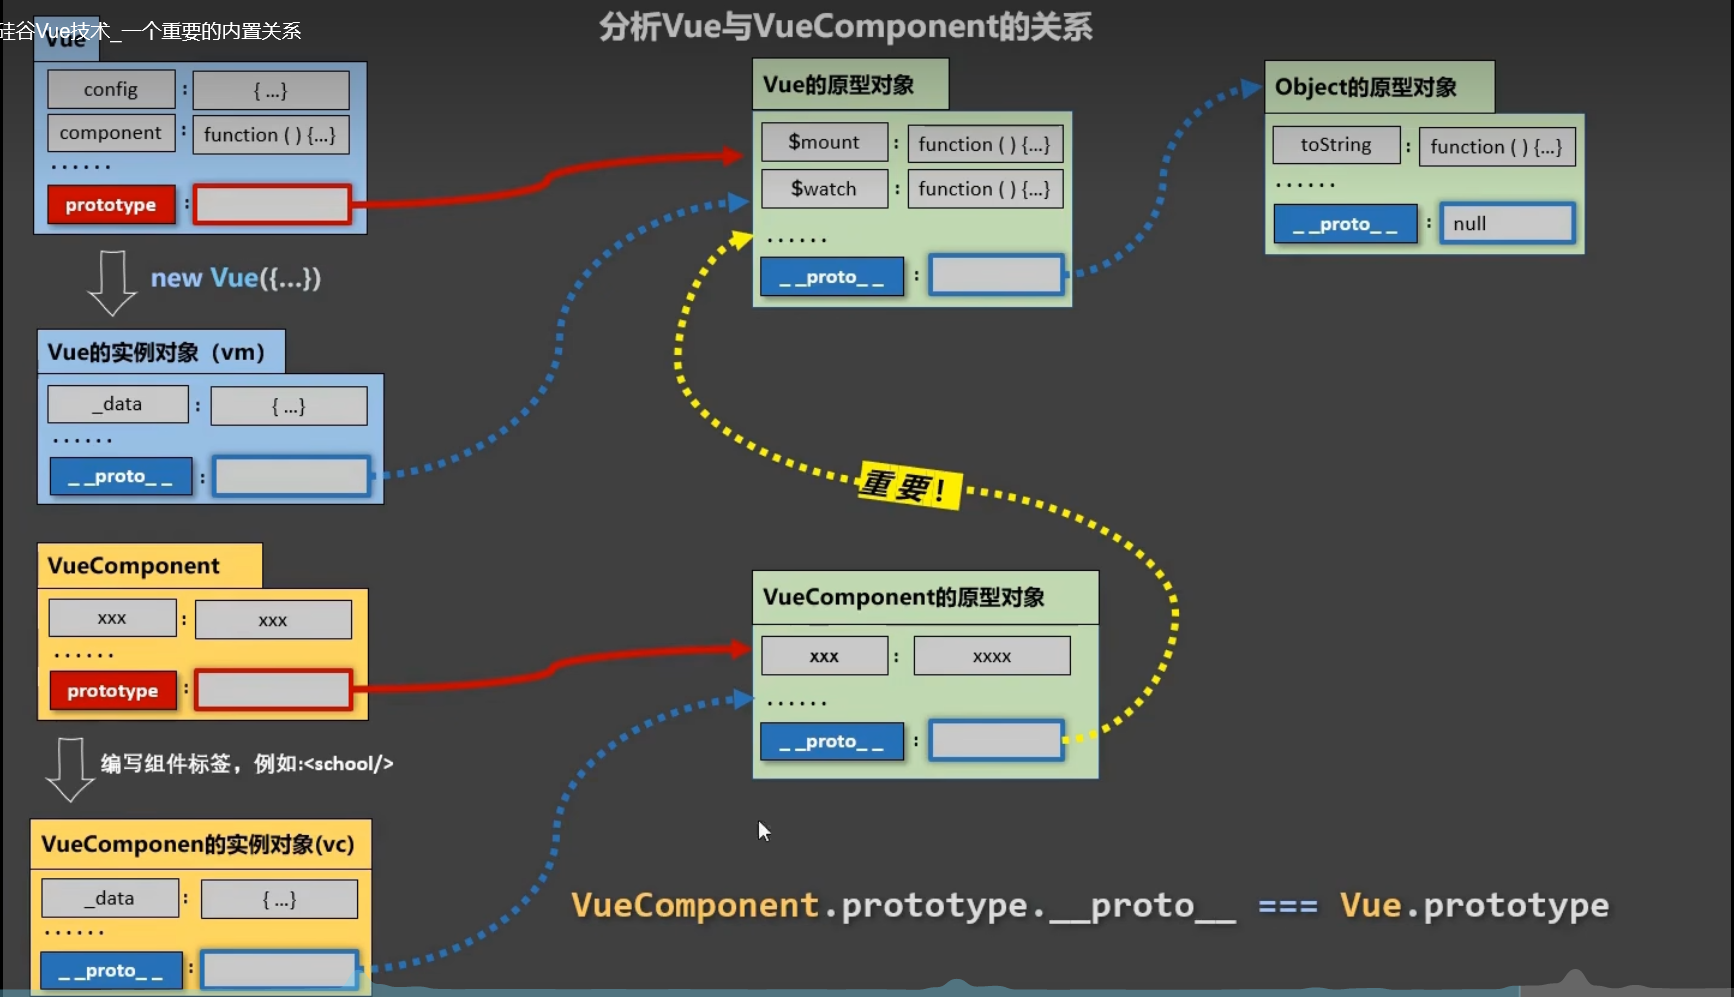 硅谷Vue技术_一个重要的内置关系
分析Vue与VueComponent的关系
Vue
config : {...}
component : function ( ) {...}
......
prototype :
new Vue({...})
Vue的实例对象（vm）
_data : {...}
......
__proto__ :
VueComponent
xxx : xxx
......
prototype :
编写组件标签，例如:<school/>
VueComponen的实例对象(vc)
_data : {...}
......
__proto__ :
Vue的原型对象
$mount : function ( ) {...}
$watch : function ( ) {...}
......
__proto__ :
Object的原型对象
toString : function ( ) {...}
......
__proto__ : null
重要！
VueComponent的原型对象
xxx : xxxx
......
__proto__ :
VueComponent.prototype.__proto__ === Vue.prototype